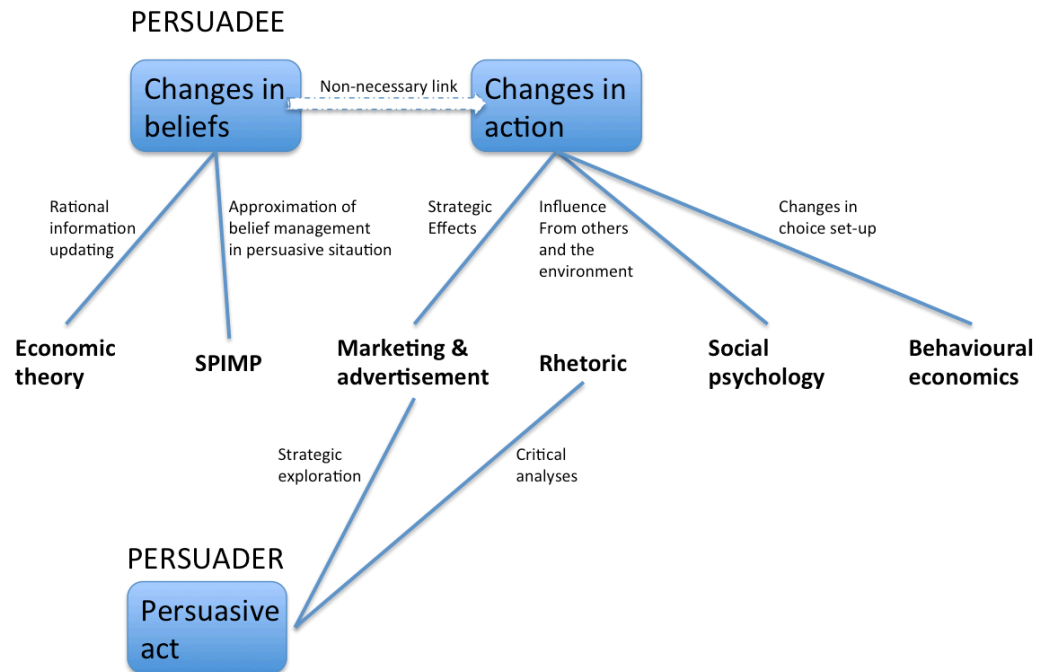 PERSUADEE
Changes in
beliefs
Non-necessary link
Changes in
action
Rational
information
updating
Approximation of
belief management
in persuasive sitaution
Strategic
Effects
Influence
From others
and the
environment
Changes in
choice set-up
Economic
theory
SPIMP
Marketing &
advertisement
Rhetoric
Social
psychology
Behavioural
economics
Strategic
exploration
Critical
analyses
PERSUADER
Persuasive
act